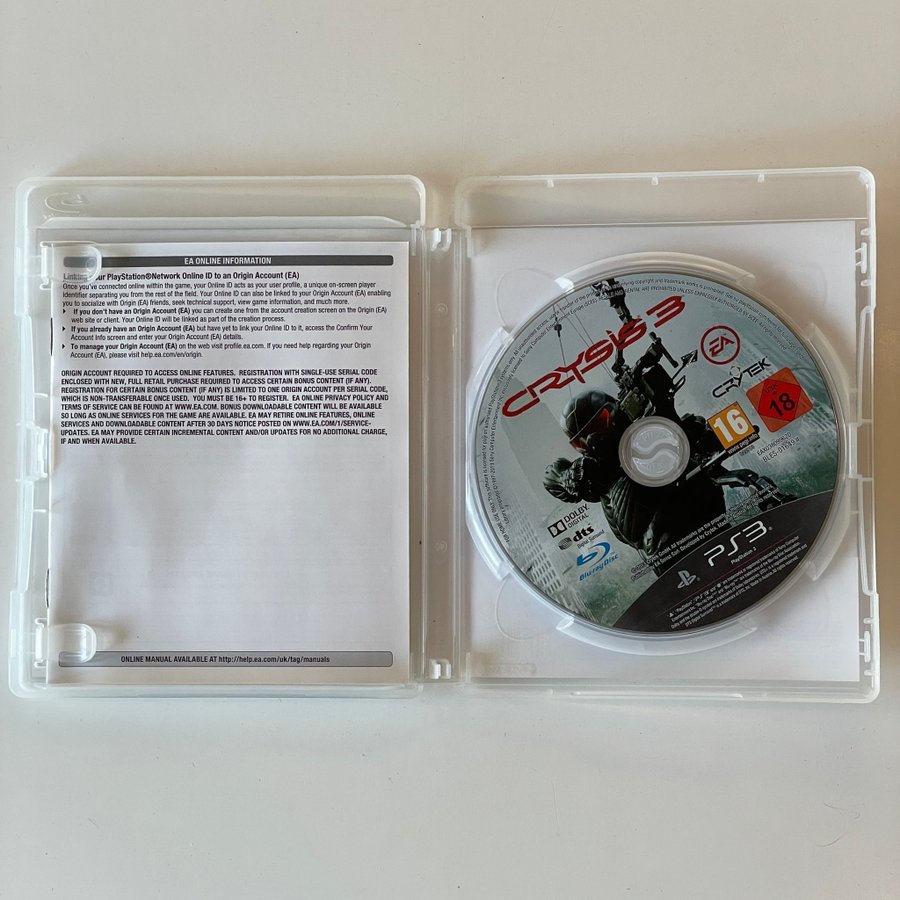 EA ONLINE INFORMATION
Linking your PlayStation®Network Online ID to an Origin Account (EA)
Once you've connected online within the game, your Online ID acts as your user profile, a unique on-screen player
identifier separating you from the rest of the field. Your Online ID can also be linked to your Origin Account (EA) enabling
you to socialize with Origin (EA) friends, seek technical support, view game information, and much more.
If you don't have an Origin Account (EA) you can create one from the account creation screen on the Origin (EA)
web site or client. Your Online ID will be linked as part of the creation process.
If you already have an Origin Account (EA) but have yet to link your Online ID to it, access the Confirm Your
Account Info screen and enter your Origin Account (EA) details.
To manage your Origin Account (EA) on the web visit profile.ea.com. If you need help regarding your Origin
Account (EA), please visit help.ea.com/en/origin.
ORIGIN ACCOUNT REQUIRED TO ACCESS ONLINE FEATURES. REGISTRATION WITH SINGLE-USE SERIAL CODE
ENCLOSED WITH NEW, FULL RETAIL PURCHASE REQUIRED TO ACCESS CERTAIN BONUS CONTENT (IF ANY).
REGISTRATION FOR CERTAIN BONUS CONTENT (IF ANY) IS LIMITED TO ONE ORIGIN ACCOUNT PER SERIAL CODE,
WHICH IS NON-TRANSFERABLE ONCE USED. YOU MUST BE 16+ TO REGISTER. EA ONLINE PRIVACY POLICY AND
TERMS OF SERVICE CAN BE FOUND AT WWW.EA.COM. BONUS DOWNLOADABLE CONTENT WILL BE AVAILABLE
SO LONG AS ONLINE SERVICES FOR THE GAME ARE AVAILABLE. EA MAY RETIRE ONLINE FEATURES, ONLINE
SERVICES AND DOWNLOADABLE CONTENT AFTER 30 DAYS NOTICE POSTED ON WWW.EA.COM/1/SERVICE-
UPDATES. EA MAY PROVIDE CERTAIN INCREMENTAL CONTENT AND/OR UPDATES FOR NO ADDITIONAL CHARGE,
IF AND WHEN AVAILABLE.
ONLINE MANUAL AVAILABLE AT http://help.ea.com/uk/tag/manuals
CRYSIS 3
EA
CRYTEK
16
www.pegi.info
18
DOLBY
DIGITAL
dts
Digital Surround
Blu-ray Disc
PS3
PlayStation 3